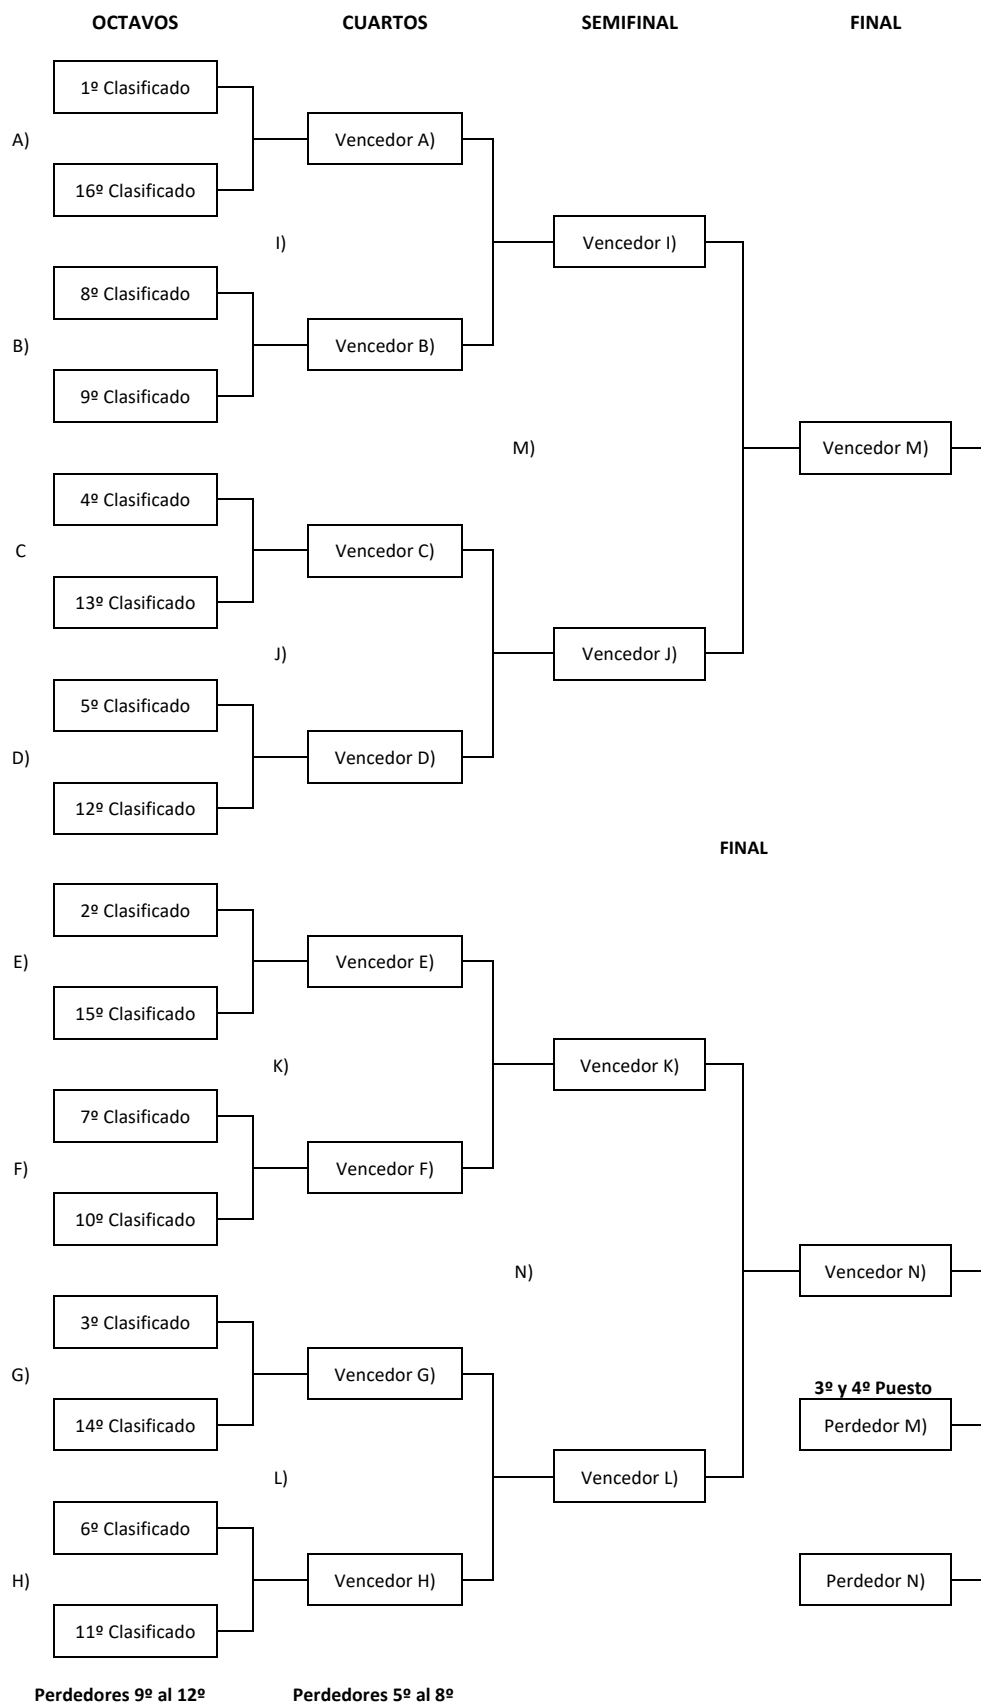 OCTAVOS CUARTOS SEMIFINAL FINAL
1º Clasificado
A) Vencedor A)
16º Clasificado
I) Vencedor I)
8º Clasificado
B) Vencedor B)
9º Clasificado
M) Vencedor M)
4º Clasificado
C Vencedor C)
13º Clasificado
J) Vencedor J)
5º Clasificado
D) Vencedor D)
12º Clasificado
FINAL
2º Clasificado
E) Vencedor E)
15º Clasificado
K) Vencedor K)
7º Clasificado
F) Vencedor F)
10º Clasificado
N) Vencedor N)
3º Clasificado
G) Vencedor G)
3º y 4º Puesto
14º Clasificado Perdedor M)
L) Vencedor L)
6º Clasificado
H) Vencedor H) Perdedor N)
11º Clasificado
Perdedores 9º al 12º Perdedores 5º al 8º